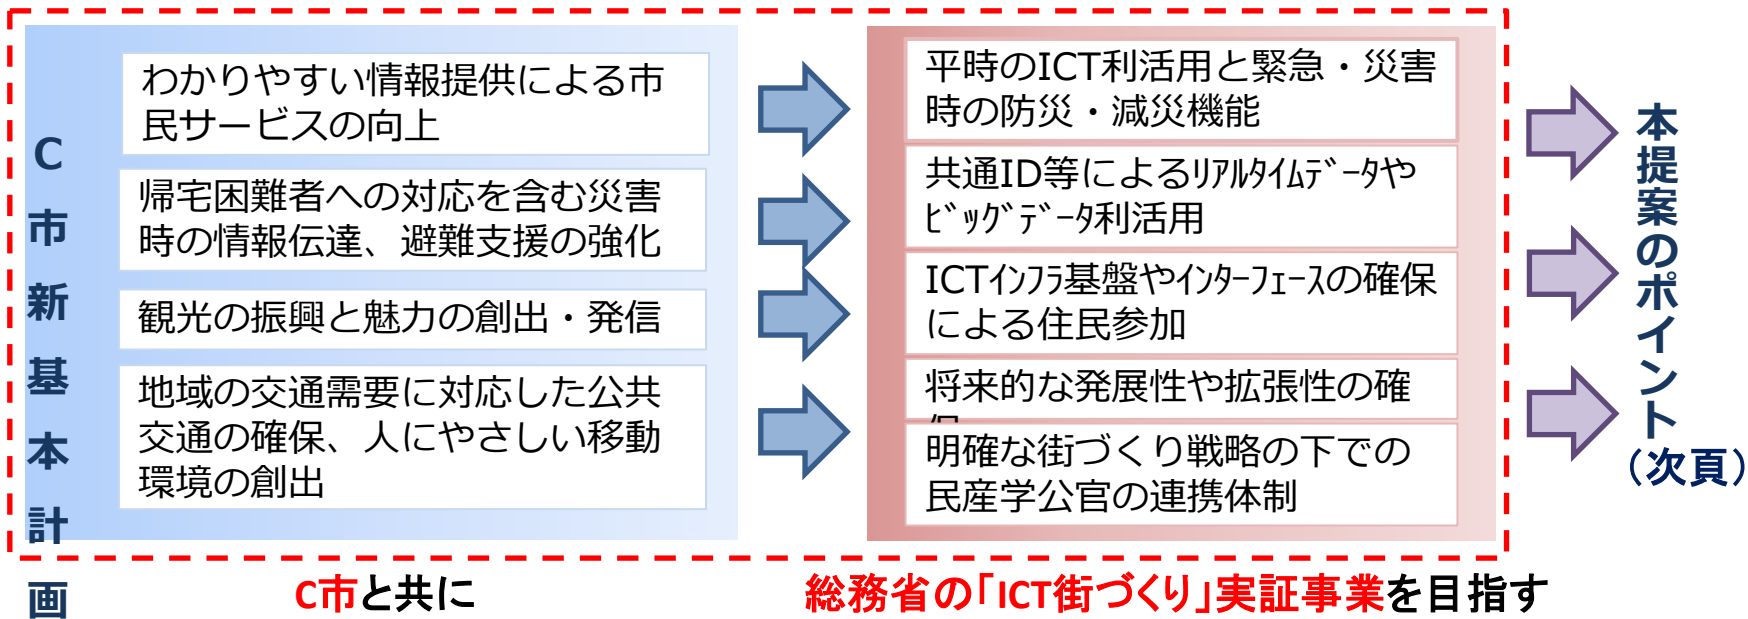 C市新基本計画
わかりやすい情報提供による市
民サービスの向上
帰宅困難者への対応を含む災害
時の情報伝達、避難支援の強化
観光の振興と魅力の創出・発信
地域の交通需要に対応した公共
交通の確保、人にやさしい移動
環境の創出
平時のICT利活用と緊急・災害
時の防災・減災機能
共通ID等によるﾘｱﾙﾀｲﾑﾃﾞｰﾀや
ﾋﾞｯｸﾞﾃﾞｰﾀ利活用
ICTｲﾝﾌﾗ基盤やｲﾝﾀｰﾌｪｰｽの確保
による住民参加
将来的な発展性や拡張性の確
保
明確な街づくり戦略の下での
民産学公官の連携体制
本提案のポイント
（次頁）
C市と共に
総務省の「ICT街づくり」実証事業を目指す